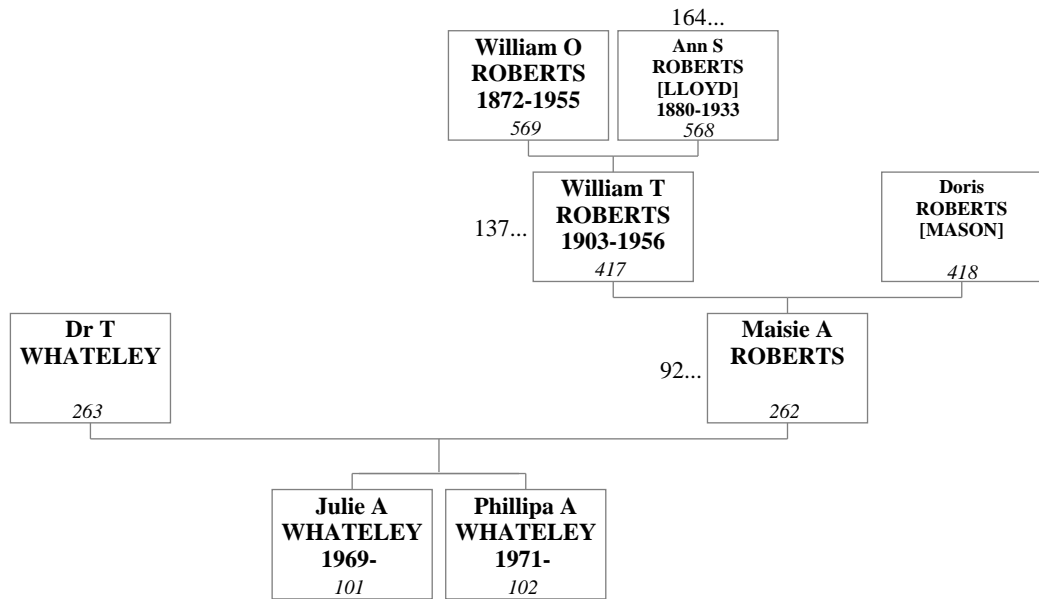 164...
William O
ROBERTS
1872-1955
569
Ann S
ROBERTS
[LLOYD]
1880-1933
568
137...
William T
ROBERTS
1903-1956
417
Doris
ROBERTS
[MASON]
418
Dr T
WHATELEY
263
92...
Maisie A
ROBERTS
262
Julie A
WHATELEY
1969-
101
Phillipa A
WHATELEY
1971-
102